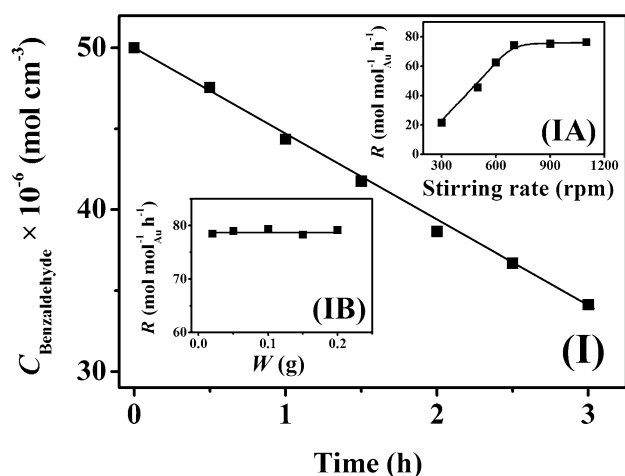 50
40
30
C_Benzaldehyde × 10⁻⁶ (mol cm⁻³)
0
1
2
3
Time (h)
(I)
100
80
60
40
20
0
R (mol mol⁻¹_Au h⁻¹)
300 600 900 1200
Stirring rate (rpm)
(IA)
90
80
70
60
R (mol mol⁻¹_Au h⁻¹)
0.0 0.1 0.2
W (g)
(IB)